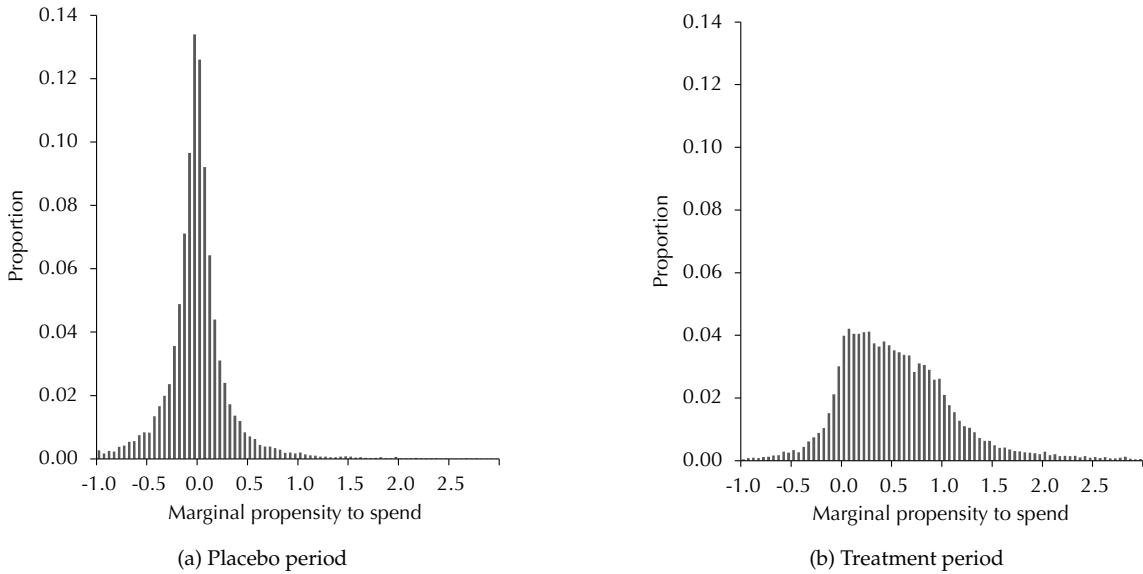 0.14
0.12
0.10
0.08
0.06
0.04
0.02
0.00
Proportion
-1.0 -0.5 0.0 0.5 1.0 1.5 2.0 2.5
Marginal propensity to spend
(a) Placebo period
0.14
0.12
0.10
0.08
0.06
0.04
0.02
0.00
Proportion
-1.0 -0.5 0.0 0.5 1.0 1.5 2.0 2.5
Marginal propensity to spend
(b) Treatment period